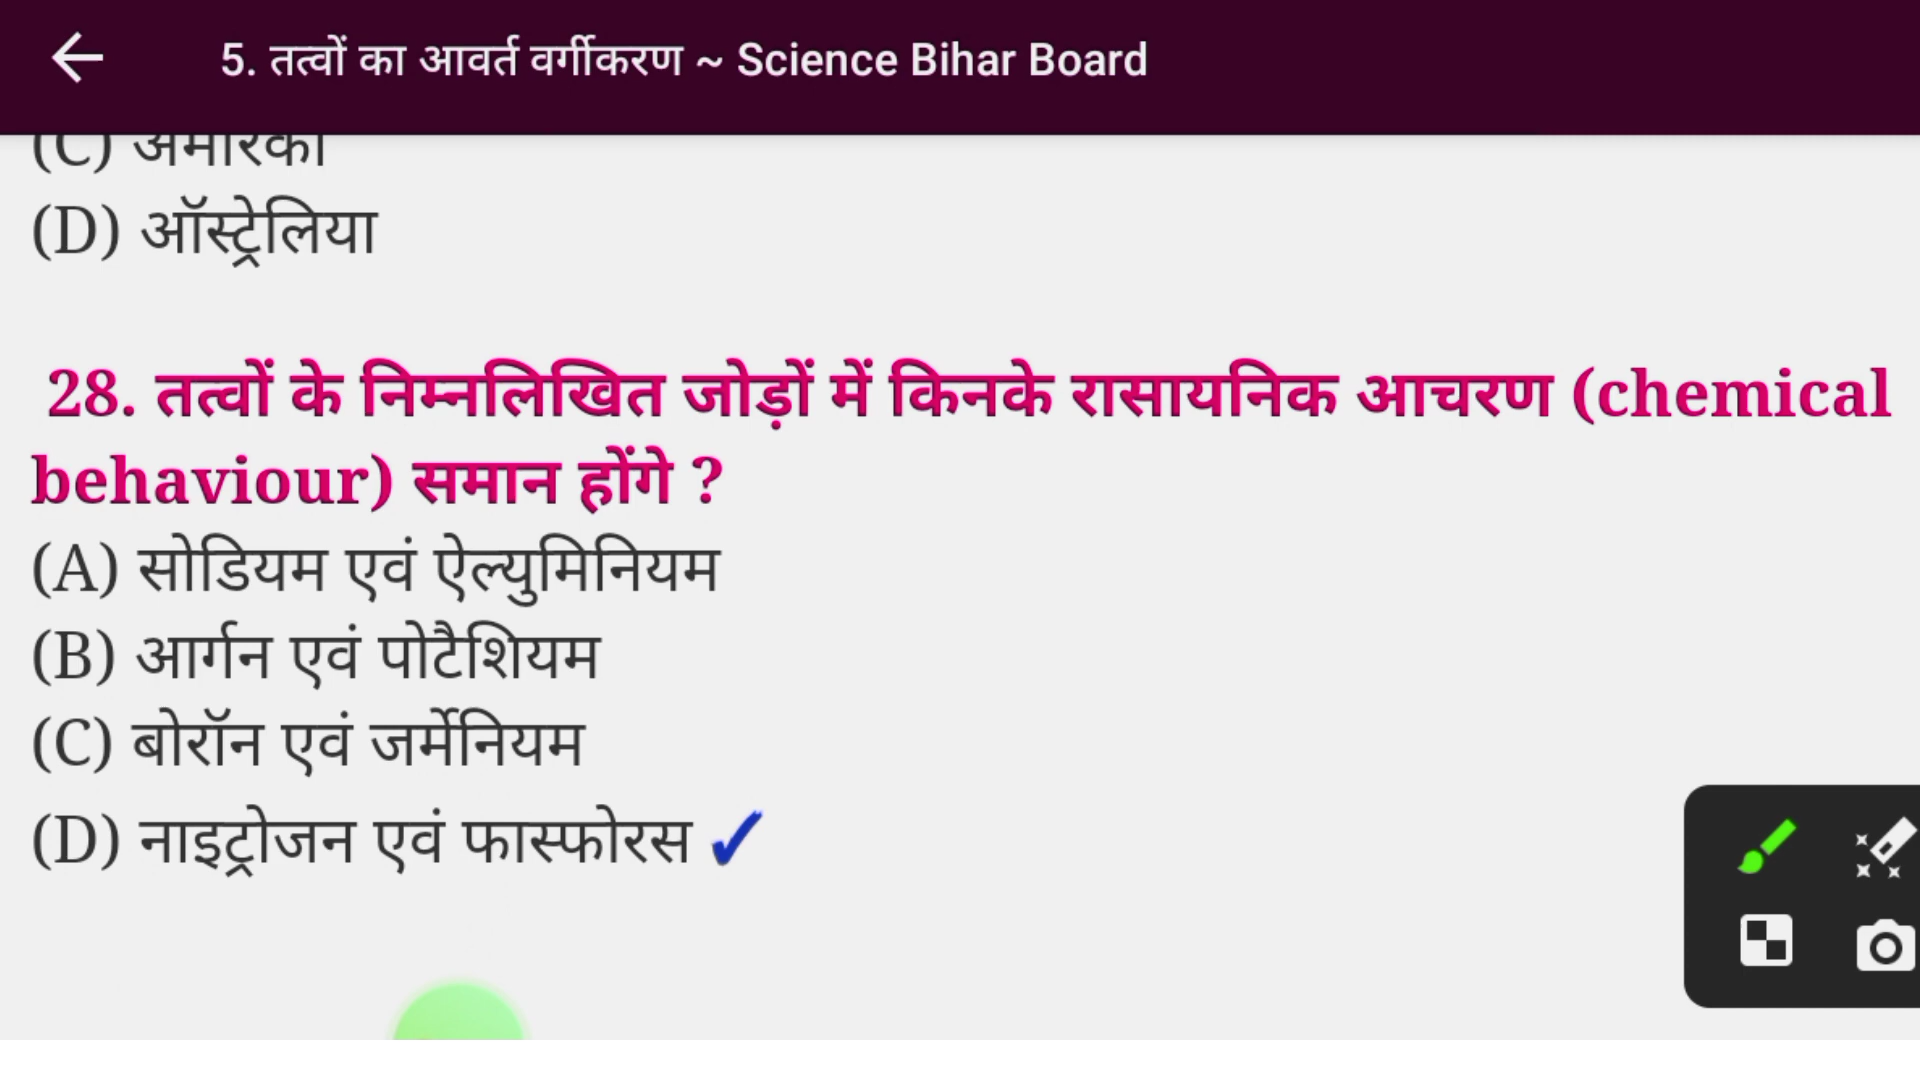 5. तत्वों का आवर्त वर्गीकरण ~ Science Bihar Board
(C) अमेरिका
(D) ऑस्ट्रेलिया
28. तत्वों के निम्नलिखित जोड़ों में किनके रासायनिक आचरण (chemical
behaviour) समान होंगे ?
(A) सोडियम एवं ऐल्युमिनियम
(B) आर्गन एवं पोटैशियम
(C) बोरॉन एवं जर्मेनियम
(D) नाइट्रोजन एवं फास्फोरस ✓